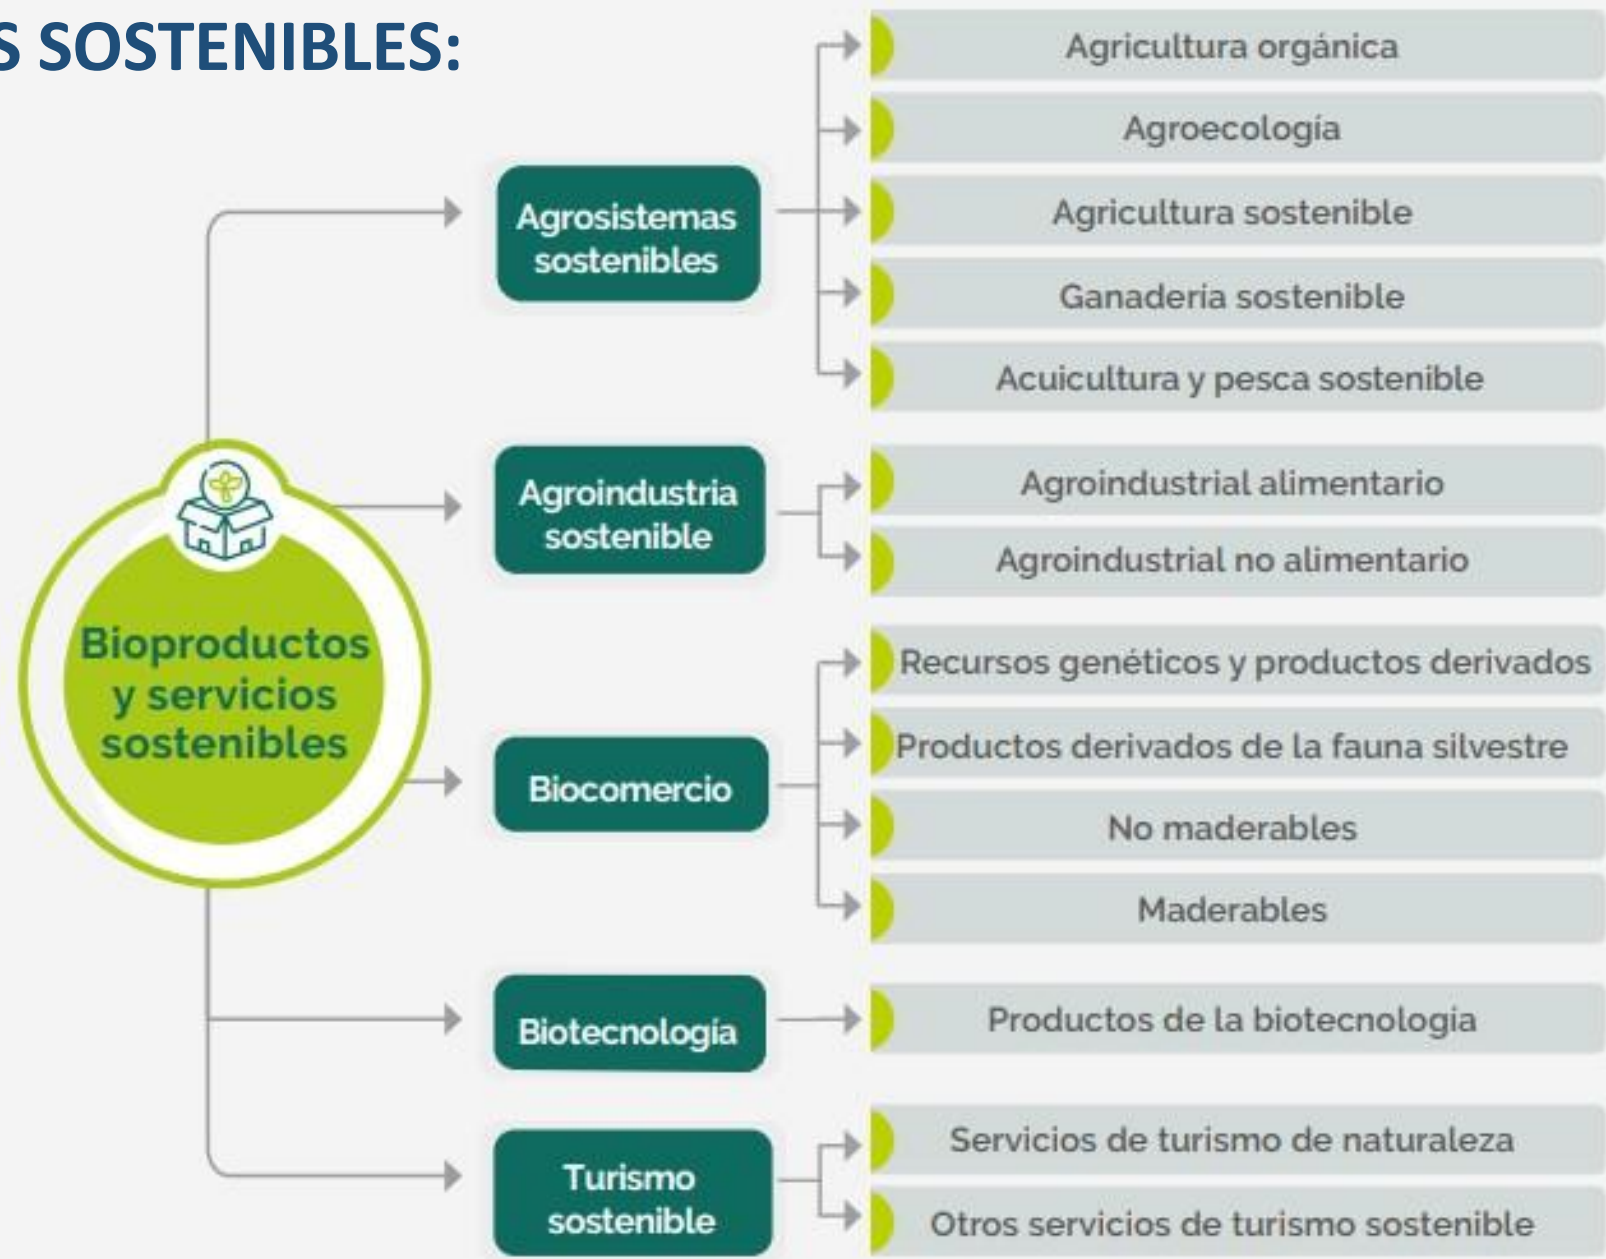 S SOSTENIBLES:
Bioproductos
y servicios
sostenibles
Agrosistemas
sostenibles
Agricultura orgánica
Agroecología
Agricultura sostenible
Ganadería sostenible
Acuicultura y pesca sostenible
Agroindustria
sostenible
Agroindustrial alimentario
Agroindustrial no alimentario
Biocomercio
Recursos genéticos y productos derivados
Productos derivados de la fauna silvestre
No maderables
Maderables
Biotecnología
Productos de la biotecnología
Turismo
sostenible
Servicios de turismo de naturaleza
Otros servicios de turismo sostenible